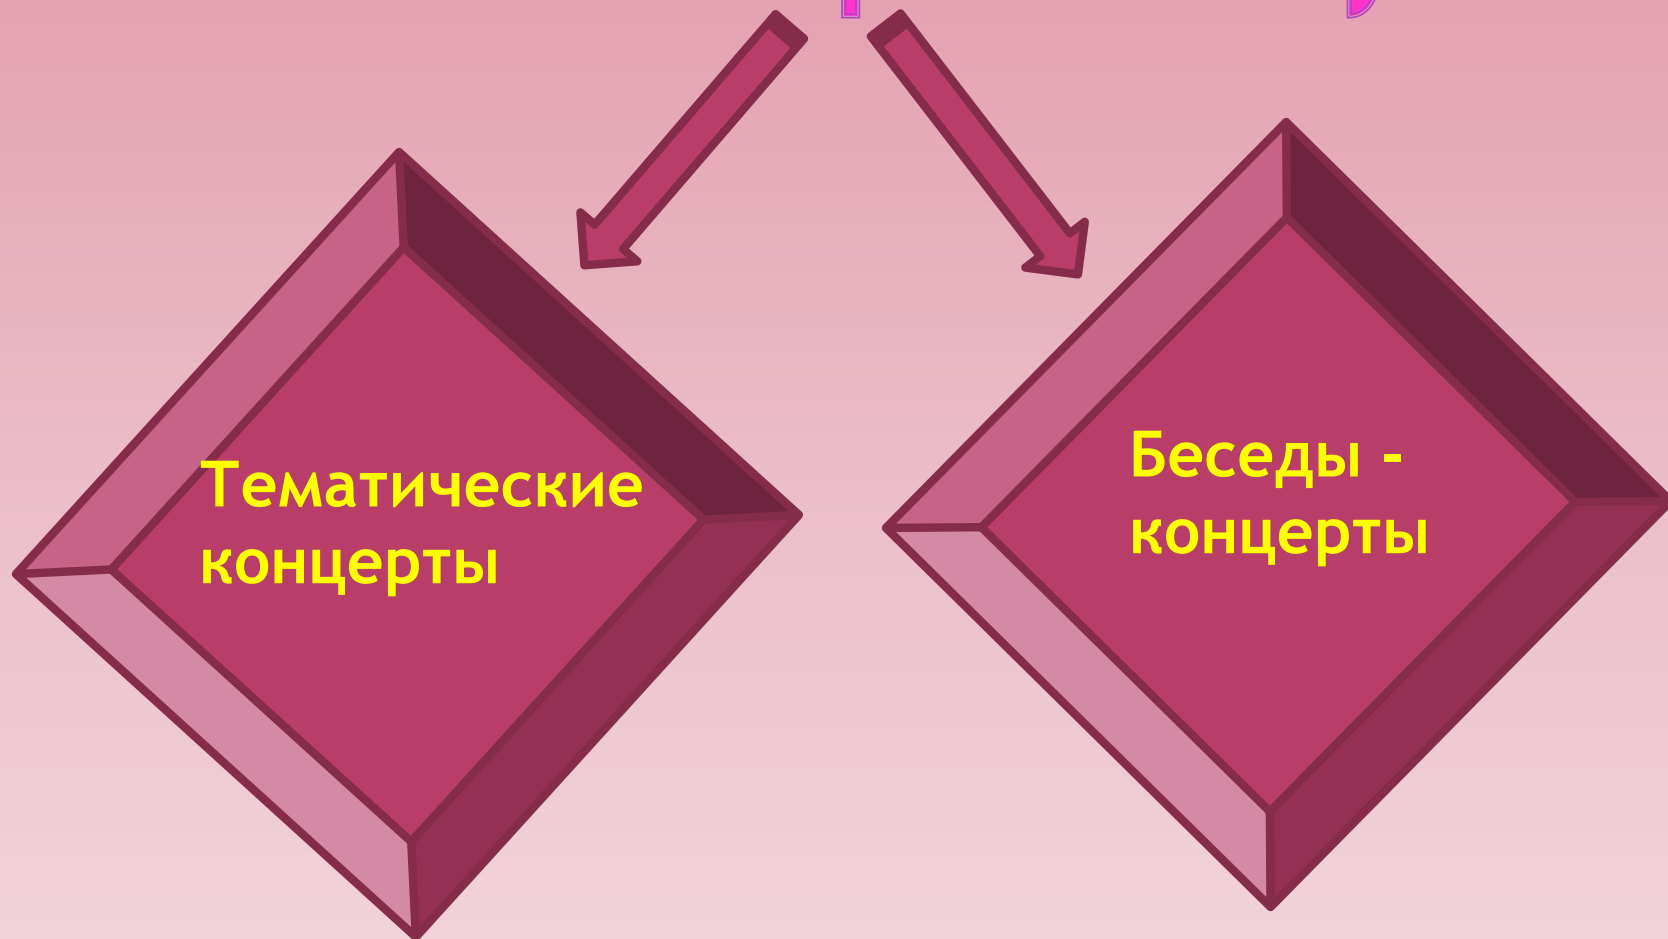 Тематические
концерты
Беседы -
концерты